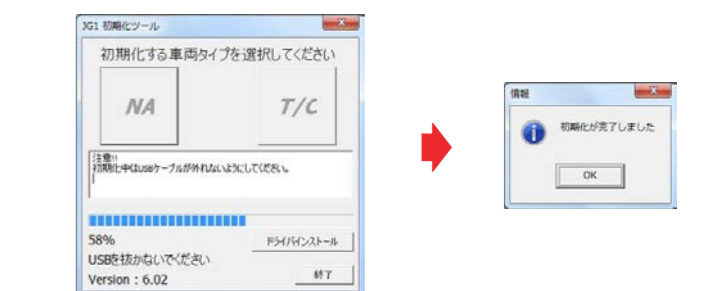 JG1 初期化ツール
初期化する車両タイプを選択してください
NA
T/C
注意!!
初期化中はUSBケーブルが外れないようにしてください。
58%
ドライバインストール
USBを抜かないでください
Version : 6.02
終了
情報
初期化が完了しました
OK